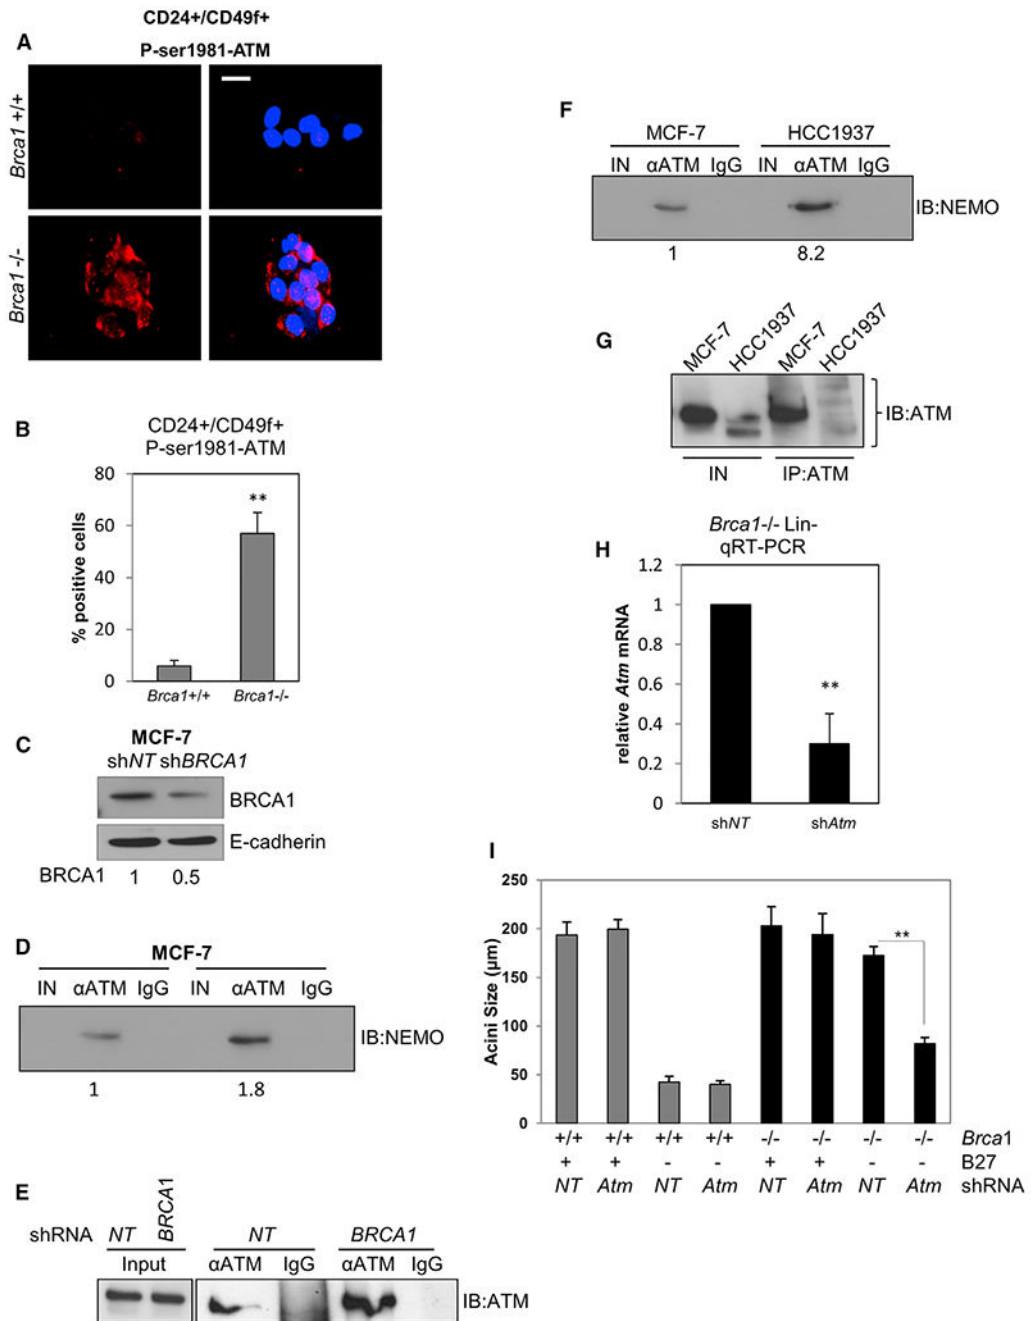 A
CD24+/CD49f+
P-ser1981-ATM
Brca1 +/+
Brca1 -/-
B
CD24+/CD49f+
P-ser1981-ATM
% positive cells
80
60
40
20
0
**
Brca1+/+ Brca1-/-
C
MCF-7
shNT shBRCA1
BRCA1
E-cadherin
BRCA1 1 0.5
D
MCF-7
IN αATM IgG IN αATM IgG
IB:NEMO
1 1.8
E
shRNA NT BRCA1 NT BRCA1
Input αATM IgG αATM IgG
IB:ATM
F
MCF-7 HCC1937
IN αATM IgG IN αATM IgG
IB:NEMO
1 8.2
G
MCF-7 HCC1937 MCF-7 HCC1937
IB:ATM
IN IP:ATM
H
Brca1-/- Lin-
qRT-PCR
relative Atm mRNA
1.2
1
0.8
0.6
0.4
0.2
0
**
shNT shAtm
I
Acini Size (µm)
250
200
150
100
50
0
**
+/+ +/+ +/+ +/+ -/- -/- -/- -/- Brca1
+ + - - + + - - B27
NT Atm NT Atm NT Atm NT Atm shRNA